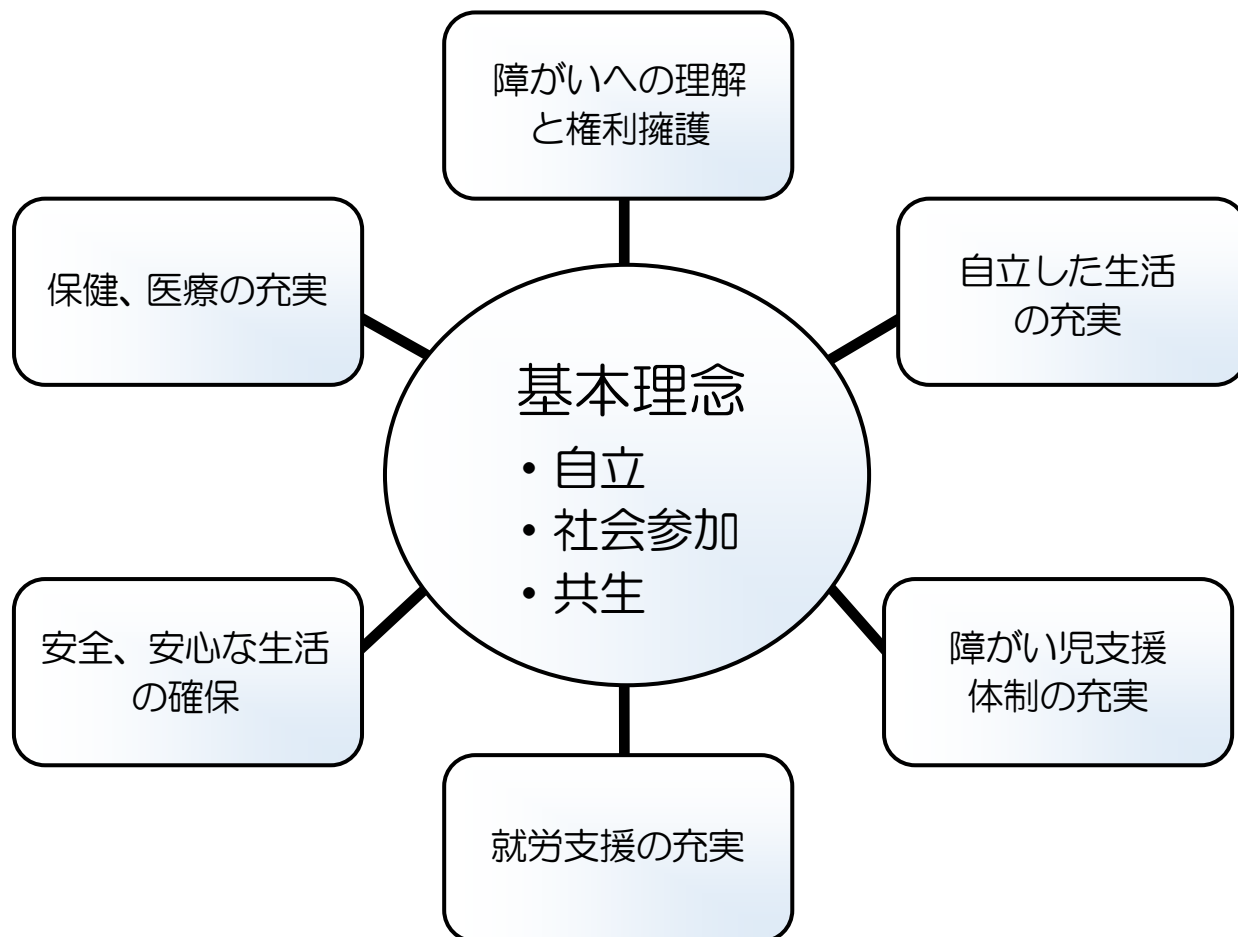 障がいへの理解
と権利擁護
保健、医療の充実
自立した生活
の充実
基本理念
・自立
・社会参加
・共生
安全、安心な生活
の確保
障がい児支援
体制の充実
就労支援の充実